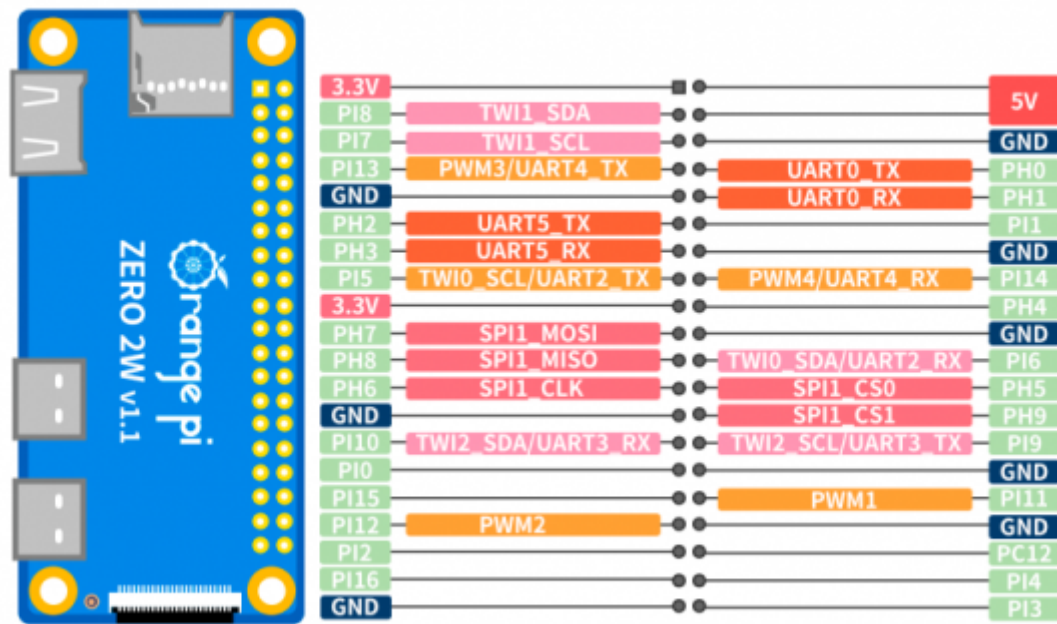 3.3V 5V
PI8 TWI1_SDA
PI7 TWI1_SCL GND
PI13 PWM3/UART4_TX UART0_TX PH0
GND UART0_RX PH1
PH2 UART5_TX PI1
PH3 UART5_RX GND
PI5 TWI0_SCL/UART2_TX PWM4/UART4_RX PI14
3.3V PH4
PH7 SPI1_MOSI GND
PH8 SPI1_MISO TWI0_SDA/UART2_RX PI6
PH6 SPI1_CLK SPI1_CS0 PH5
GND SPI1_CS1 PH9
PI10 TWI2_SDA/UART3_RX TWI2_SCL/UART3_TX PI9
PI0 GND
PI15 PWM1 PI11
PI12 PWM2 GND
PI2 PC12
PI16 PI4
GND PI3
Orange pi
ZERO 2W v1.1